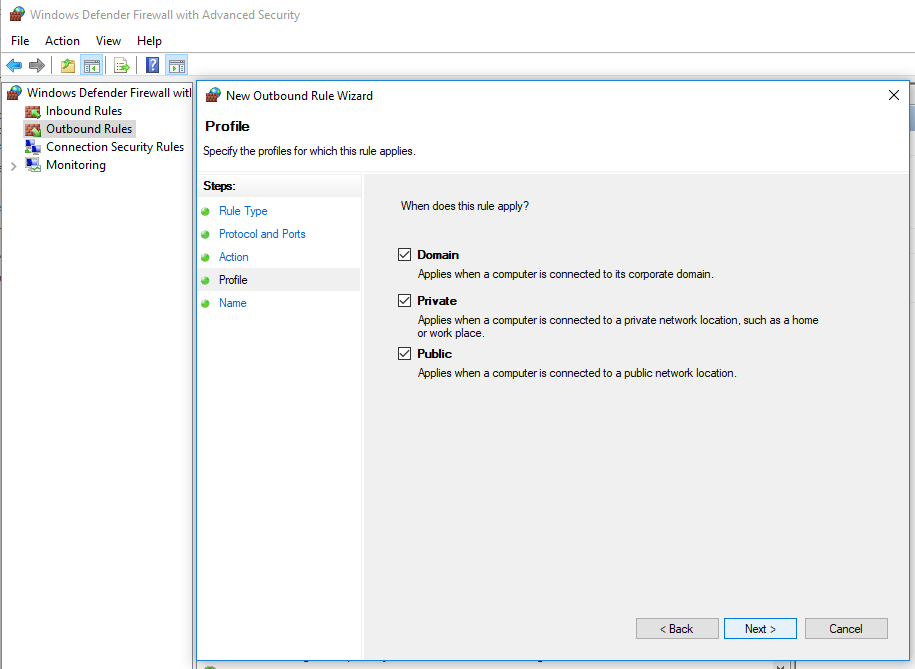 Windows Defender Firewall with Advanced Security
File Action View Help
Windows Defender Firewall with
Inbound Rules
Outbound Rules
Connection Security Rules
Monitoring
New Outbound Rule Wizard
Profile
Specify the profiles for which this rule applies.
Steps:
Rule Type
Protocol and Ports
Action
Profile
Name
When does this rule apply?
Domain
Applies when a computer is connected to its corporate domain.
Private
Applies when a computer is connected to a private network location, such as a home
or work place.
Public
Applies when a computer is connected to a public network location.
< Back Next > Cancel